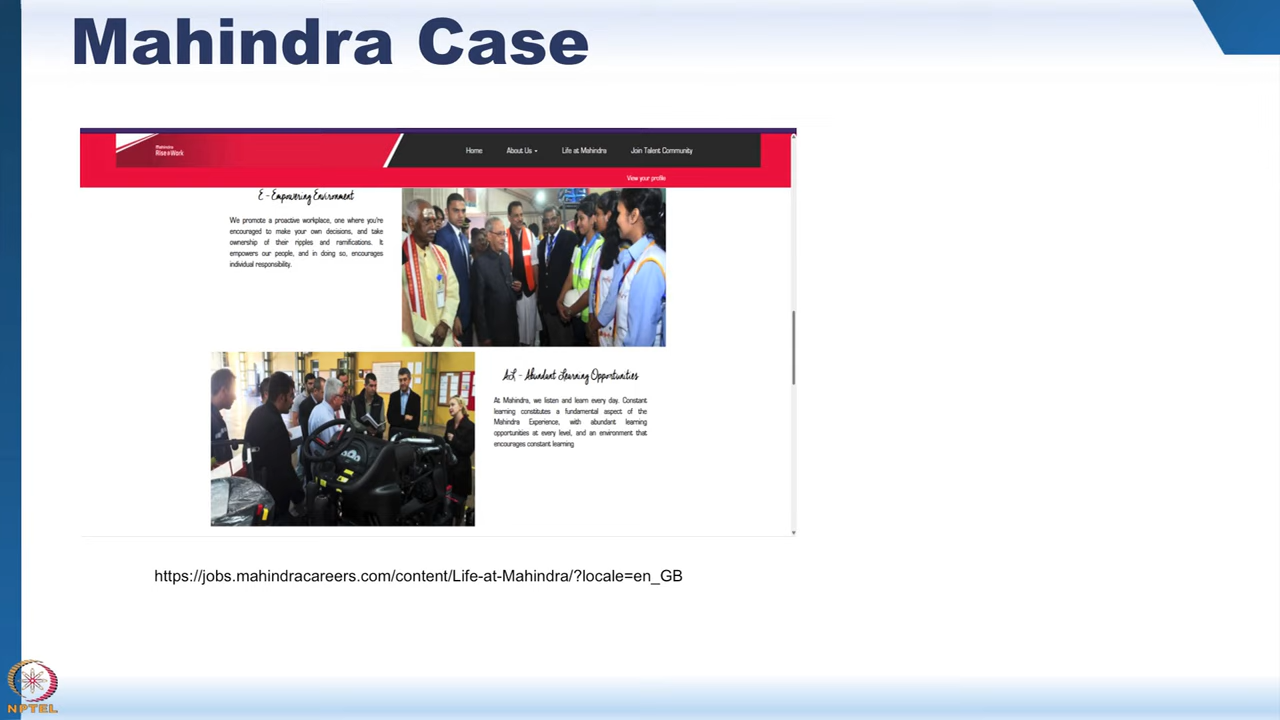 Mahindra Case
Mahindra
Rise@Work
Home About Us Life at Mahindra Join Talent Community
View your profile
E - Empowering Environment
We promote a proactive workplace, one where you're
encouraged to make your own decisions, and take
ownership of their ripples and ramifications. It
empowers our people, and in doing so, encourages
individual responsibility.
AL - Abundant Learning Opportunities
At Mahindra, we listen and learn every day. Constant
learning constitutes a fundamental aspect of the
Mahindra Experience, with abundant learning
opportunities at every level, and an environment that
encourages constant learning
https://jobs.mahindracareers.com/content/Life-at-Mahindra/?locale=en_GB
NPTEL